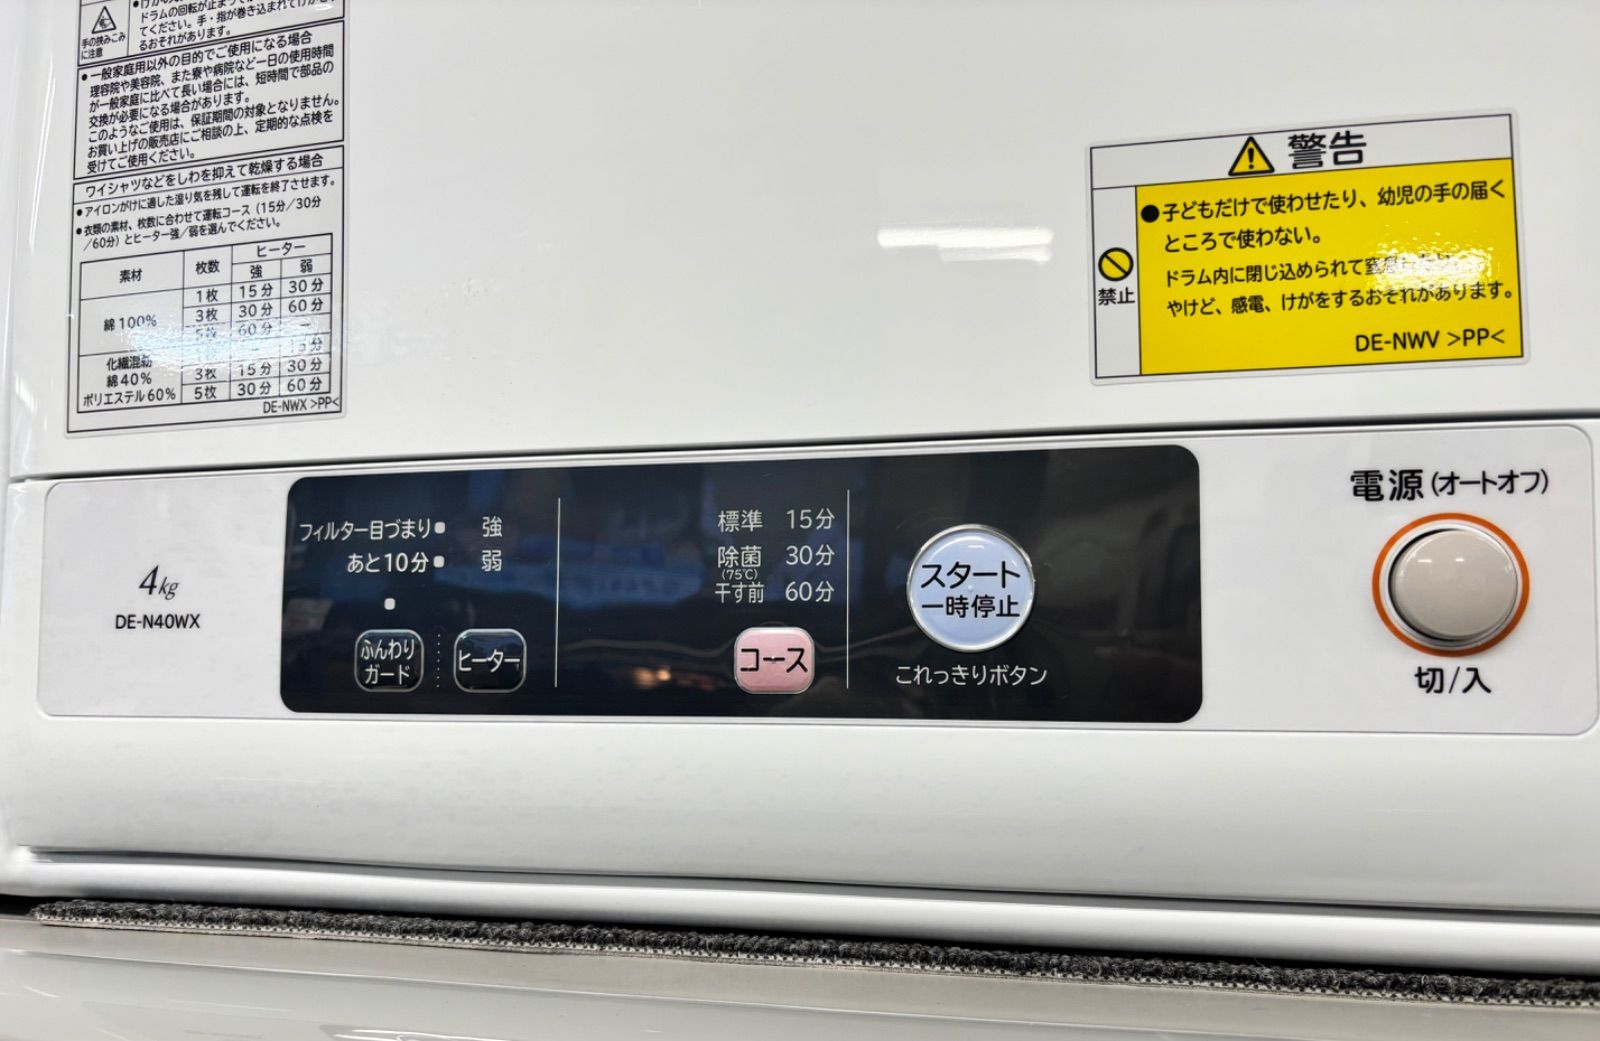 ドラムの回転が止まって
てください。手・指が巻き込まれてけがを
るおそれがあります。
手の挟みこみ
に注意
●一般家庭用以外の目的でご使用になる場合
理容院や美容院、また寮や病院など一日の使用時間
が一般家庭に比べて長い場合には、短時間で部品の
交換が必要になる場合があります。
このようなご使用は、保証期間の対象となりません。
お買い上げの販売店にご相談の上、定期的な点検を
受けてご使用ください。
ワイシャツなどをしわを抑えて乾燥する場合
●アイロンがけに適した湿り気を残して運転を終了させます。
●衣類の素材、枚数に合わせて運転コース（15分／30分
／60分）とヒーター強／弱を選んでください。
素材 枚数 ヒーター
強 弱
綿100% 1枚 15分 30分
3枚 30分 60分
5枚 60分 −
化繊混紡 15分
綿40% 3枚 15分 30分
ポリエステル60% 5枚 30分 60分
DE-NWX >PP<
警告
禁止
●子どもだけで使わせたり、幼児の手の届く
ところで使わない。
ドラム内に閉じ込められて
やけど、感電、けがをするおそれがあります。
DE-NWV >PP<
4kg
DE-N40WX
フィルター目づまり 強
あと10分 弱
ふんわり
ガード
ヒーター
標準 15分
除菌 30分
(75℃)
干す前 60分
コース
スタート
一時停止
これっきりボタン
電源(オートオフ)
切/入